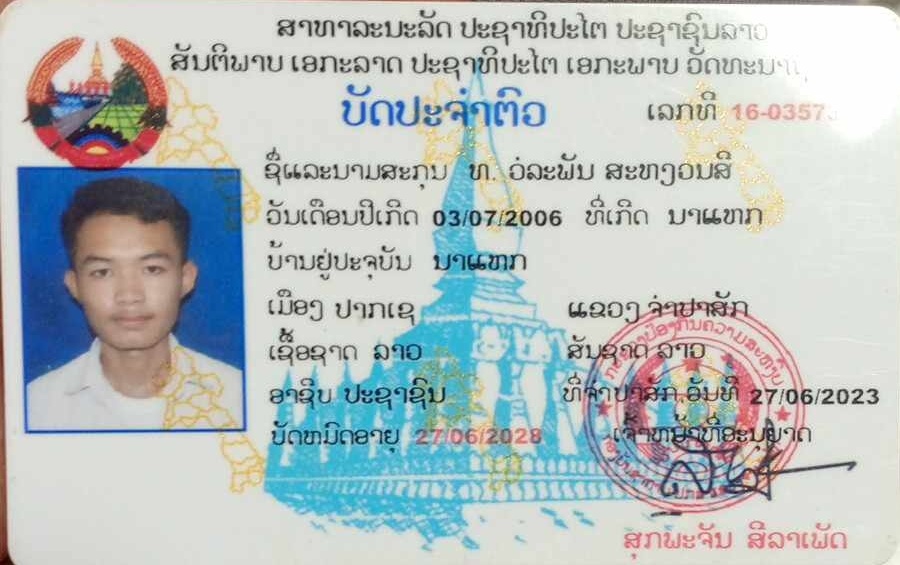 ສາທາລະນະລັດ ປະຊາທິປະໄຕ ປະຊາຊົນລາວ
ສັນຕິພາບ ເອກະລາດ ປະຊາທິປະໄຕ ເອກະພາບ ວັດທະນາ
ບັດປະຈຳຕົວ ເລກທີ 16-0357
ຊື່ແລະນາມສະກຸນ ທ. ວໍລະພັນ ສະຫງວນສີ
ວັນເດືອນປີເກີດ 03/07/2006 ທີ່ເກີດ ນາແຫກ
ບ້ານຢູ່ປະຈຸບັນ ນາແຫກ
ເມືອງ ປາກເຊ ແຂວງ ຈຳປາສັກ
ເຊື້ອຊາດ ລາວ ສັນຊາດ ລາວ
ອາຊີບ ປະຊາຊົນ ທີ່ຈຳປາສັກ,ວັນທີ 27/06/2023
ບັດຫມົດອາຍຸ 27/06/2028 ເຈົ້າຫນ້າທີ່ອະນຸຍາດ
ສຸກພະຈັນ ສີລາເພັດ